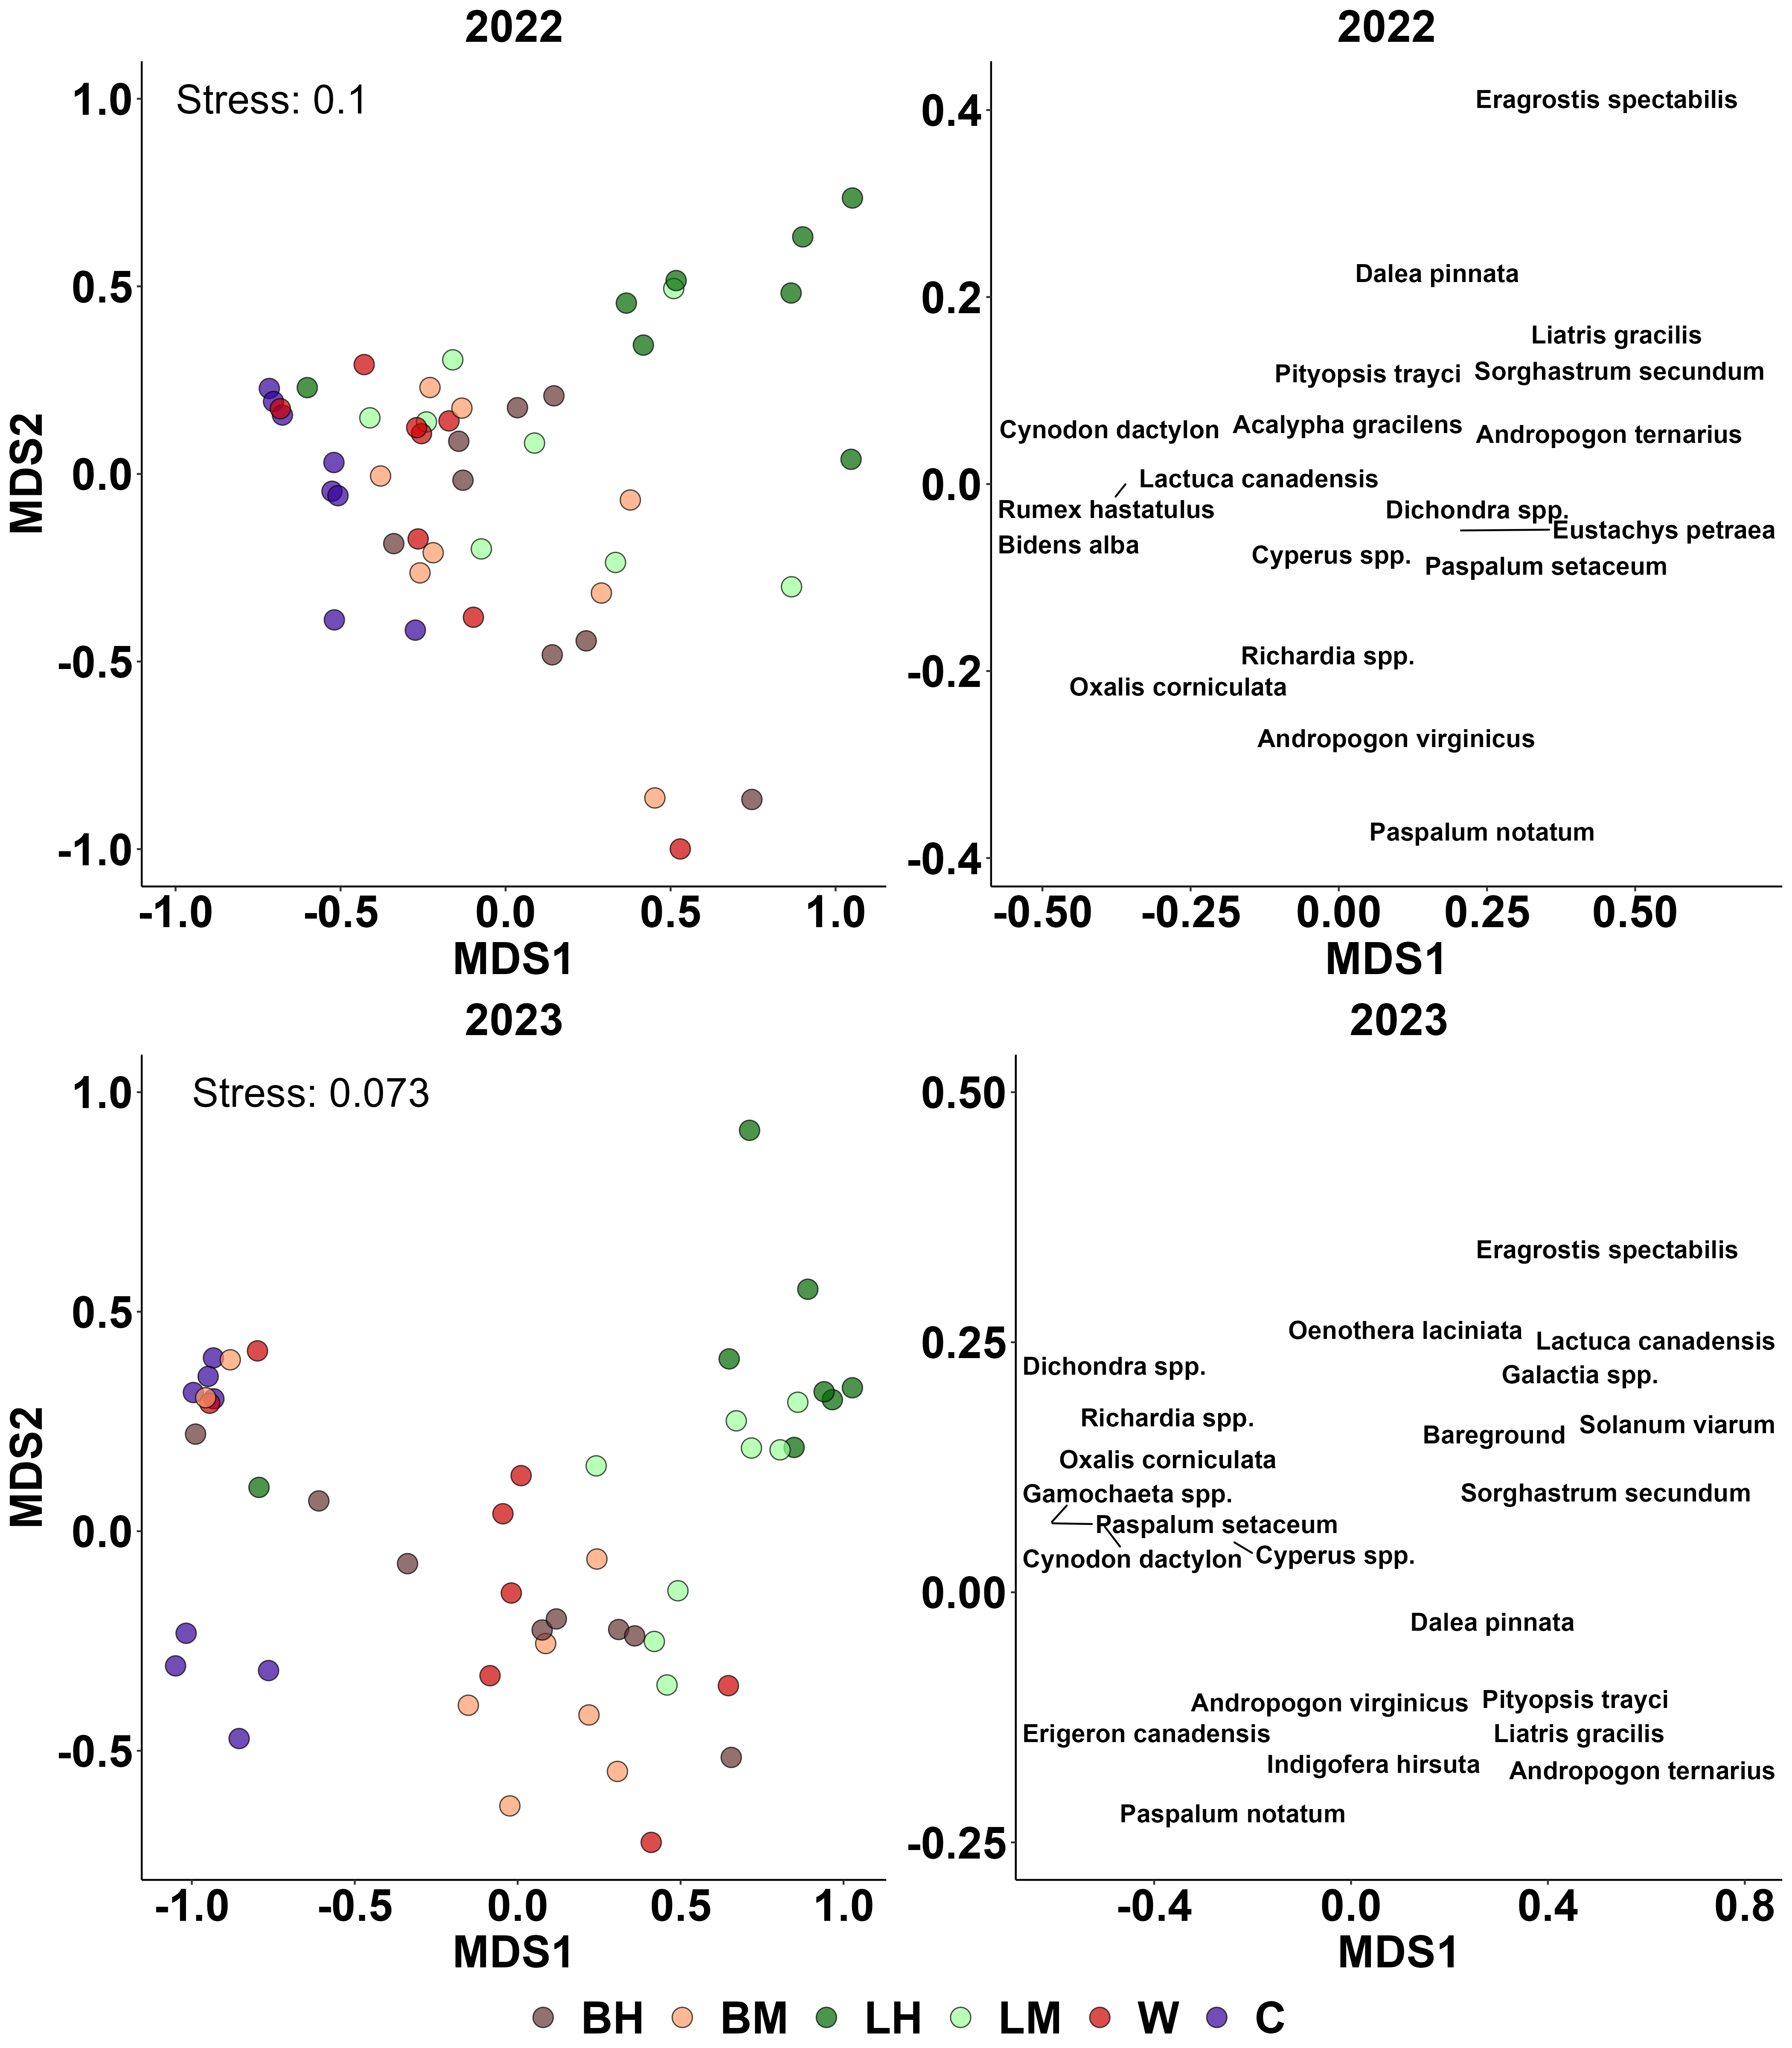 2022
2022
Stress: 0.1
MDS2
1.0
0.5
0.0
-0.5
-1.0
-1.0 -0.5 0.0 0.5 1.0
MDS1
0.4
0.2
0.0
-0.2
-0.4
Eragrostis spectabilis
Dalea pinnata
Liatris gracilis
Pityopsis trayci Sorghastrum secundum
Cynodon dactylon Acalypha gracilens Andropogon ternarius
Lactuca canadensis
Rumex hastatulus Dichondra spp.
Eustachys petraea
Bidens alba Cyperus spp. Paspalum setaceum
Richardia spp.
Oxalis corniculata
Andropogon virginicus
Paspalum notatum
-0.50 -0.25 0.00 0.25 0.50
MDS1
2023
2023
Stress: 0.073
MDS2
1.0
0.5
0.0
-0.5
-1.0 -0.5 0.0 0.5 1.0
MDS1
0.50
0.25
0.00
-0.25
Eragrostis spectabilis
Oenothera laciniata Lactuca canadensis
Dichondra spp. Galactia spp.
Richardia spp. Bareground Solanum viarum
Oxalis corniculata
Gamochaeta spp. Sorghastrum secundum
Paspalum setaceum
Cynodon dactylon Cyperus spp.
Dalea pinnata
Andropogon virginicus Pityopsis trayci
Erigeron canadensis Liatris gracilis
Indigofera hirsuta Andropogon ternarius
Paspalum notatum
-0.4 0.0 0.4 0.8
MDS1
BH BM LH LM W C